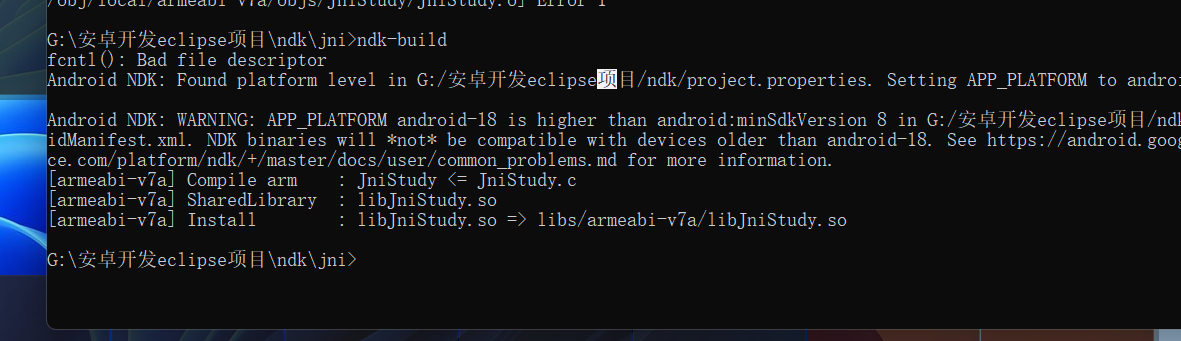 /obj/local/armeabi-v7a/objs/JniStudy/JniStudy.o] Error 1
G:\安卓开发eclipse项目\ndk\jni>ndk-build
fcntl(): Bad file descriptor
Android NDK: Found platform level in G:/安卓开发eclipse项目/ndk/project.properties. Setting APP_PLATFORM to androi
Android NDK: WARNING: APP_PLATFORM android-18 is higher than android:minSdkVersion 8 in G:/安卓开发eclipse项目/ndk
idManifest.xml. NDK binaries will *not* be compatible with devices older than android-18. See https://android.goog
ce.com/platform/ndk/+/master/docs/user/common_problems.md for more information.
[armeabi-v7a] Compile arm    : JniStudy <= JniStudy.c
[armeabi-v7a] SharedLibrary  : libJniStudy.so
[armeabi-v7a] Install        : libJniStudy.so => libs/armeabi-v7a/libJniStudy.so
G:\安卓开发eclipse项目\ndk\jni>